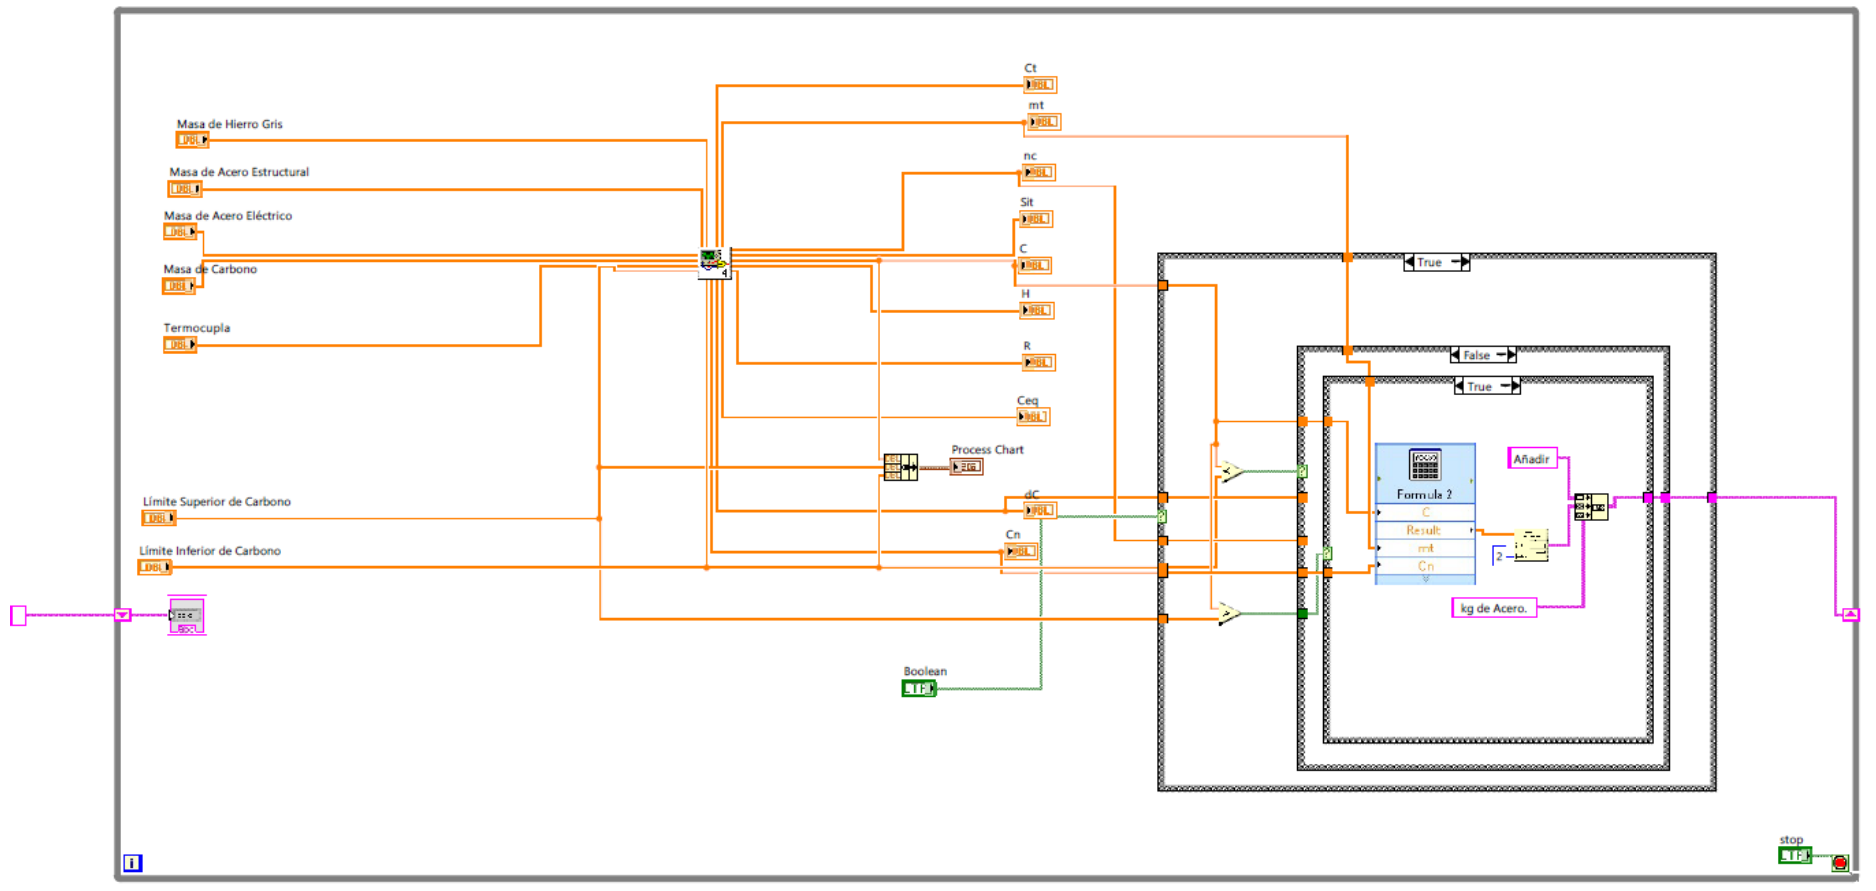 Ct
mt
Masa de Hierro Gris
nc
Masa de Acero Estructural
Sit
Masa de Acero Eléctrico
C
Masa de Carbono
4
H
Termocupla
R
Ceq
Process Chart
Límite Superior de Carbono
dC
Cn
Límite Inferior de Carbono
Boolean
True
False
True
Formula 2
C
Result
mt
Cn
Añadir
2
kg de Acero.
i
stop